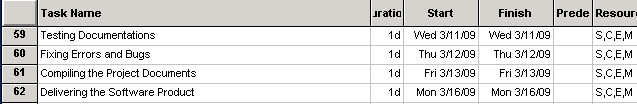 Task Name uratio Start Finish Prede Resour
59 Testing Documentations 1d Wed 3/11/09 Wed 3/11/09 S,C,E,M
60 Fixing Errors and Bugs 1d Thu 3/12/09 Thu 3/12/09 S,C,E,M
61 Compiling the Project Documents 1d Fri 3/13/09 Fri 3/13/09 S,C,E,M
62 Delivering the Software Product 1d Mon 3/16/09 Mon 3/16/09 S,C,E,M